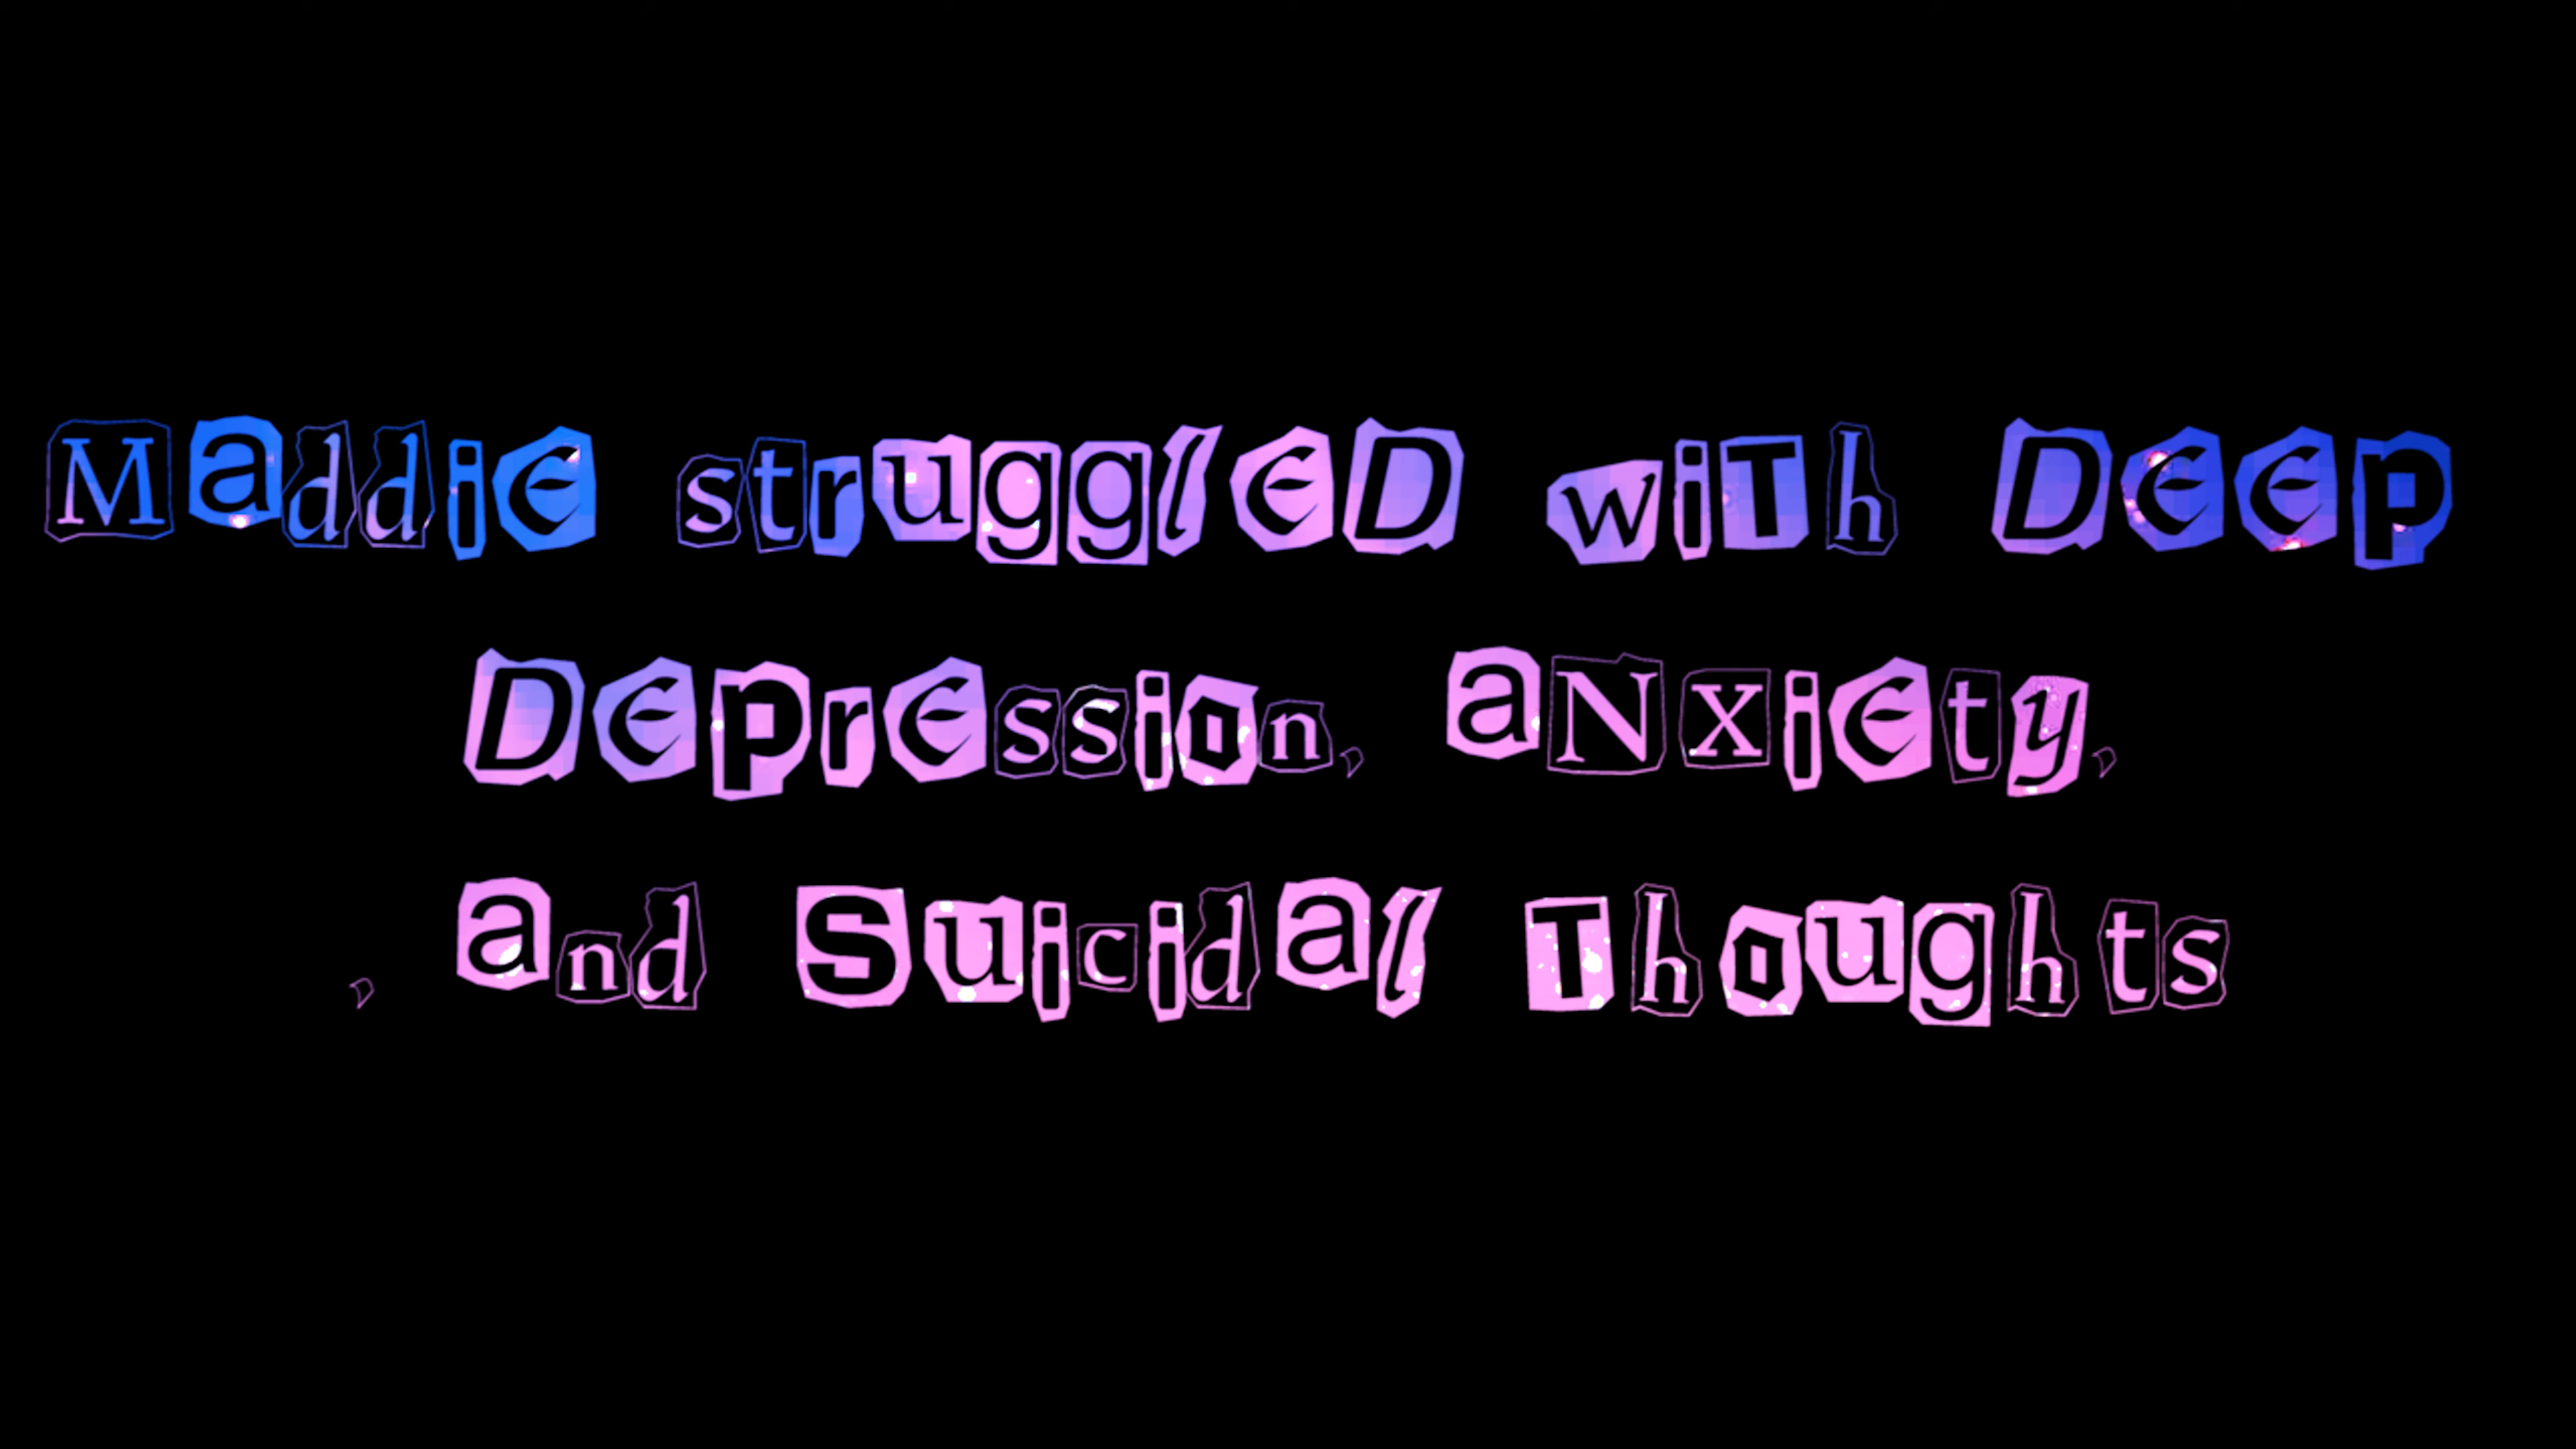 Maddie struggled with Deep
Depression, aNxiety,
, and Suicidal Thoughts